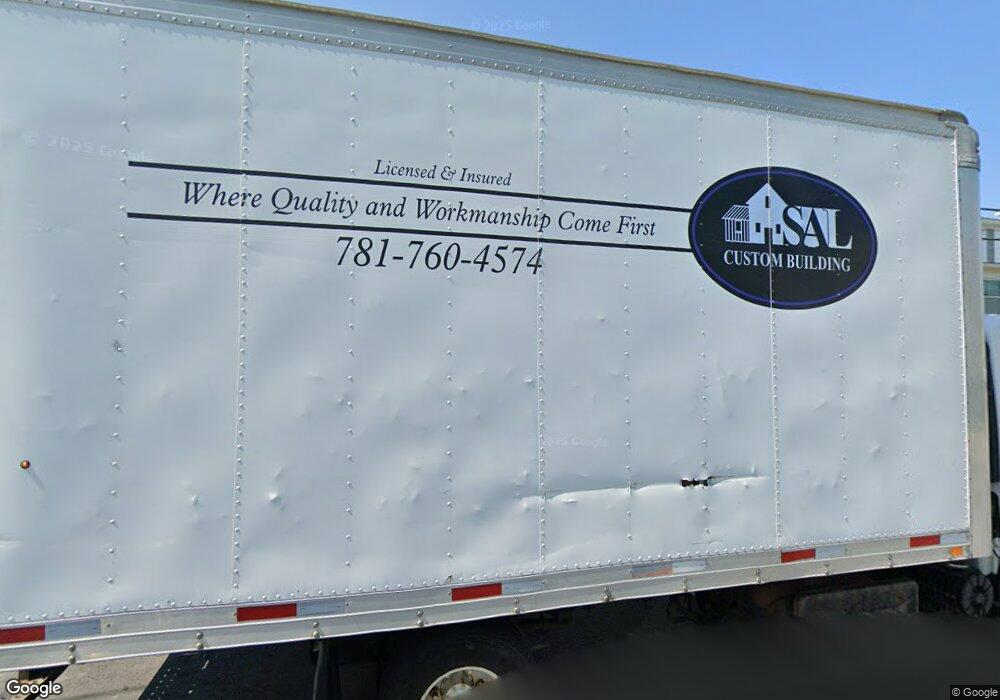 © 2025 Google
© 2025 Google
Licensed & Insured
Where Quality and Workmanship Come First
781-760-4574
SAL
CUSTOM BUILDING
© 2025 Google
Google
© Google